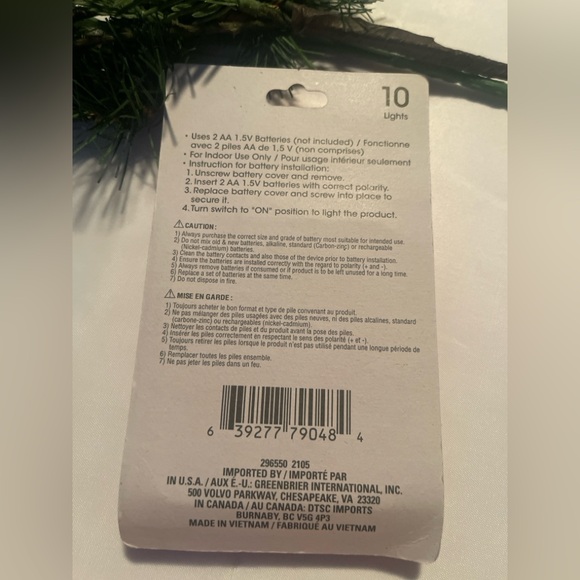 10
Lights
• Uses 2 AA 1.5V Batteries (not included) / Fonctionne
avec 2 piles AA de 1,5 V (non comprises)
• For Indoor Use Only / Pour usage intérieur seulement
• Instruction for battery installation:
1. Unscrew battery cover and remove.
2. Insert 2 AA 1.5V batteries with correct polarity.
3. Replace battery cover and screw into place to
secure it.
4. Turn switch to "ON" position to light the product.
⚠ CAUTION:
1) Always purchase the correct size and grade of battery most suitable for intended use.
2) Do not mix old & new batteries, alkaline, standard (Carbon-zinc) or rechargeable
(Nickel-cadmium) batteries.
3) Clean the battery contacts and also those of the device prior to battery installation.
4) Ensure the batteries are installed correctly with the regard to polarity (+ and -).
5) Always remove batteries if consumed or if product is to be left unused for a long time.
6) Replace a set of batteries at the same time.
7) Do not dispose in fire.
⚠ MISE EN GARDE :
1) Toujours acheter le bon format et type de pile convenant au produit.
2) Ne pas mélanger des piles usagées avec des piles neuves, ni des piles alcalines, standard
(carbone-zinc) ou rechargeables (nickel-cadmium).
3) Nettoyer les contacts de piles et du produit avant la pose des piles.
4) Insérer les piles correctement en respectant le sens des polarité (+ et -).
5) Toujours retirer les piles lorsque le produit n'est pas utilisé pendant une longue période de
temps.
6) Remplacer toutes les piles ensemble.
7) Ne pas jeter les piles dans un feu.
6 39277 79048 4
296550 2105
IMPORTED BY / IMPORTÉ PAR
IN U.S.A. / AUX É.-U.: GREENBRIER INTERNATIONAL, INC.
500 VOLVO PARKWAY, CHESAPEAKE, VA 23320
IN CANADA / AU CANADA: DTSC IMPORTS
BURNABY, BC V5G 4P3
MADE IN VIETNAM / FABRIQUÉ AU VIETNAM